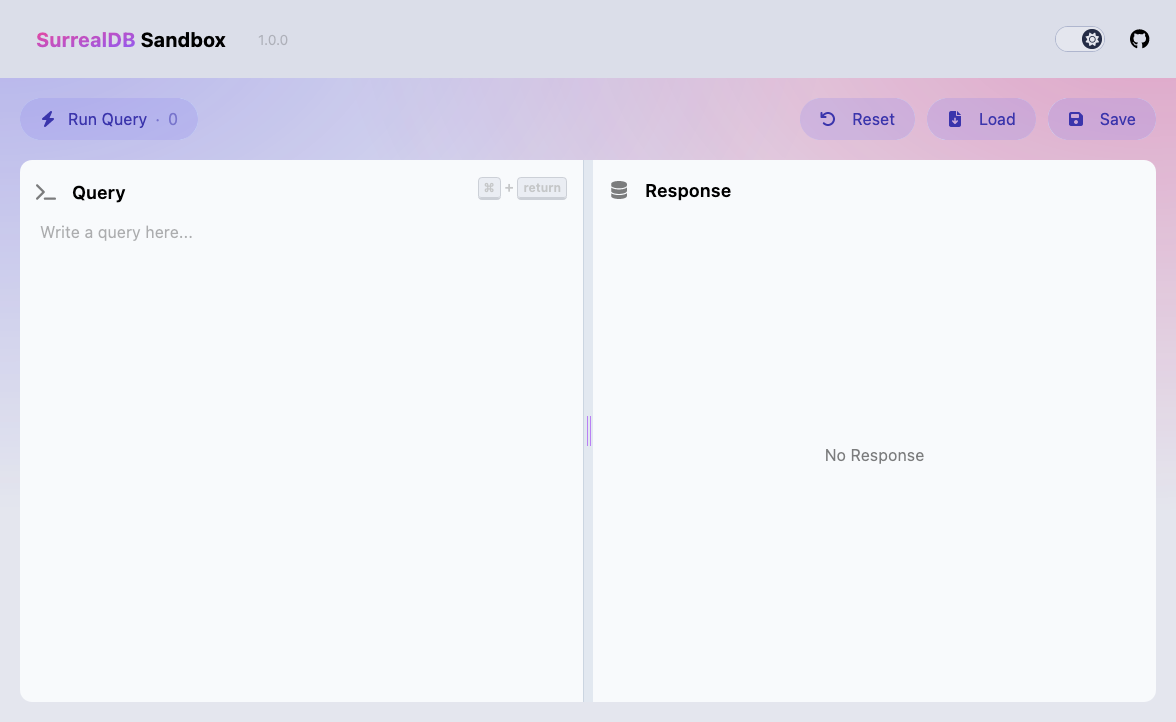 SurrealDB Sandbox 1.0.0
Run Query · 0 Reset Load Save
Query ⌘ + return
Response
Write a query here...
No Response